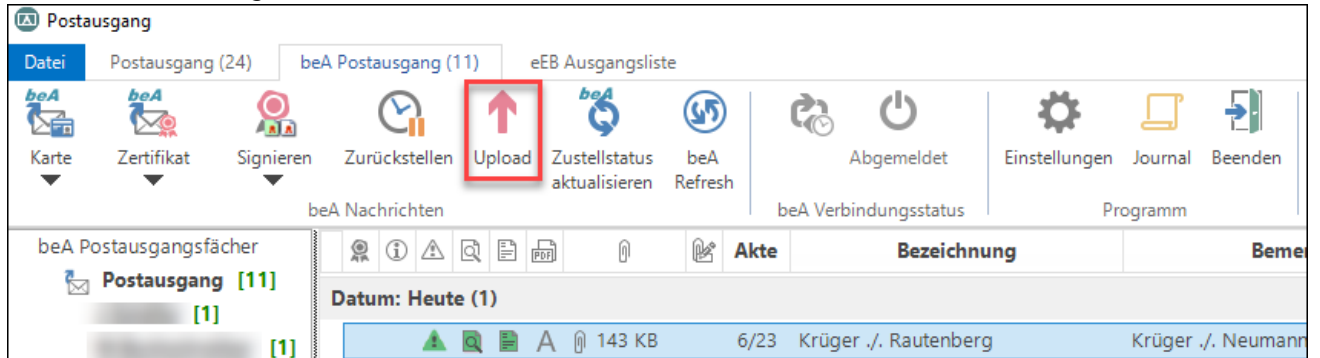 Postausgang
Datei Postausgang (24) beA Postausgang (11) eEB Ausgangsliste
beA beA beA
Karte Zertifikat Signieren Zurückstellen Upload Zustellstatus aktualisieren beA Refresh Abgemeldet Einstellungen Journal Beenden
beA Nachrichten beA Verbindungsstatus Programm
beA Postausgangsfächer PDF Akte Bezeichnung Bemer
Postausgang [11]
Datum: Heute (1)
[1]
A 143 KB 6/23 Krüger ./. Rautenberg Krüger ./. Neumann
[1]